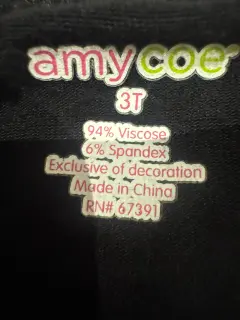 amy coe
3T
94% Viscose
6% Spandex
Exclusive of decoration
Made in China
RN# 67391